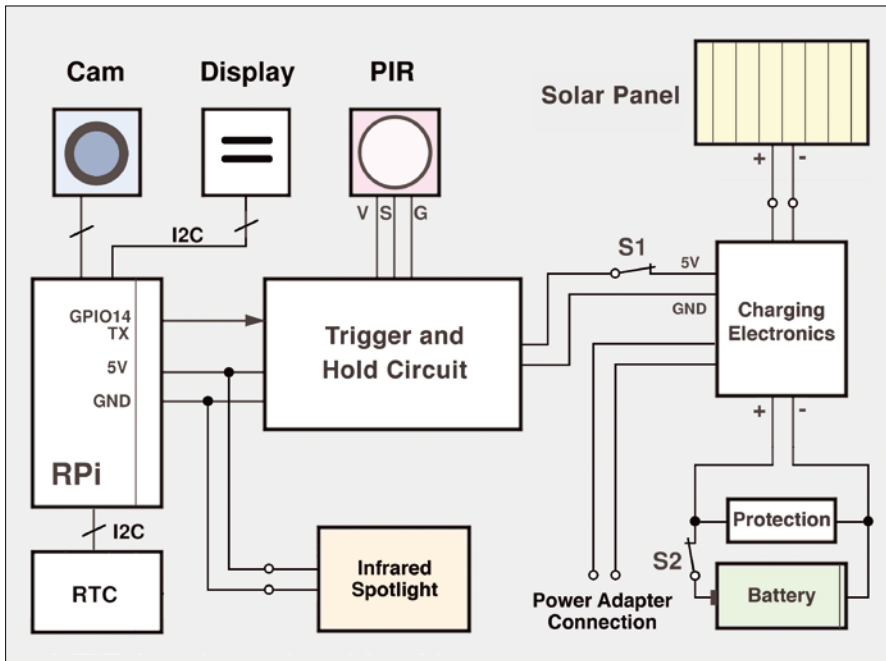 Cam
Display
PIR
Solar Panel
+
-
V
S
G
I2C
S1
5V
GND
Charging
Electronics
GPIO14
TX
5V
GND
RPi
Trigger and
Hold Circuit
+
-
I2C
RTC
Infrared
Spotlight
Power Adapter
Connection
Protection
S2
Battery